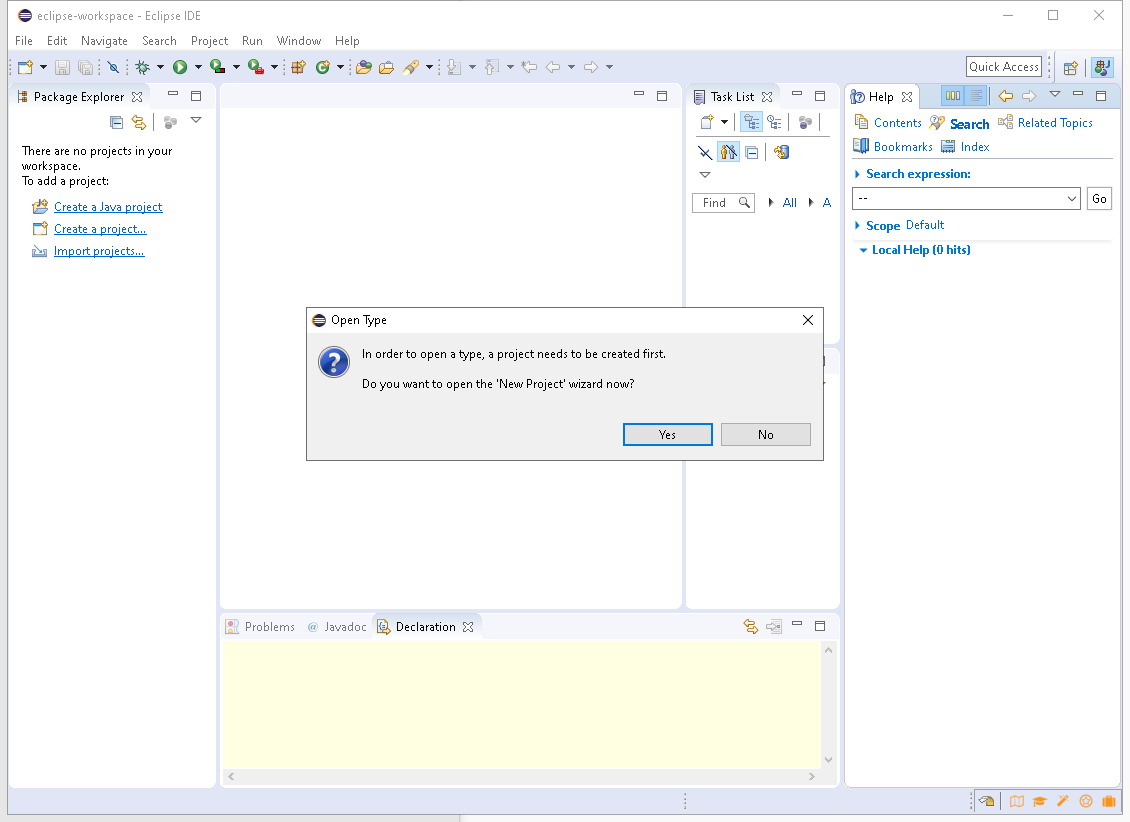 eclipse-workspace - Eclipse IDE
File Edit Navigate Search Project Run Window Help
Quick Access
Package Explorer
There are no projects in your
workspace.
To add a project:
Create a Java project
Create a project...
Import projects...
Task List
Find All A
Help
Contents Search Related Topics
Bookmarks Index
Search expression:
-- Go
Scope Default
Local Help (0 hits)
Open Type
In order to open a type, a project needs to be created first.
Do you want to open the 'New Project' wizard now?
Yes No
Problems @ Javadoc Declaration